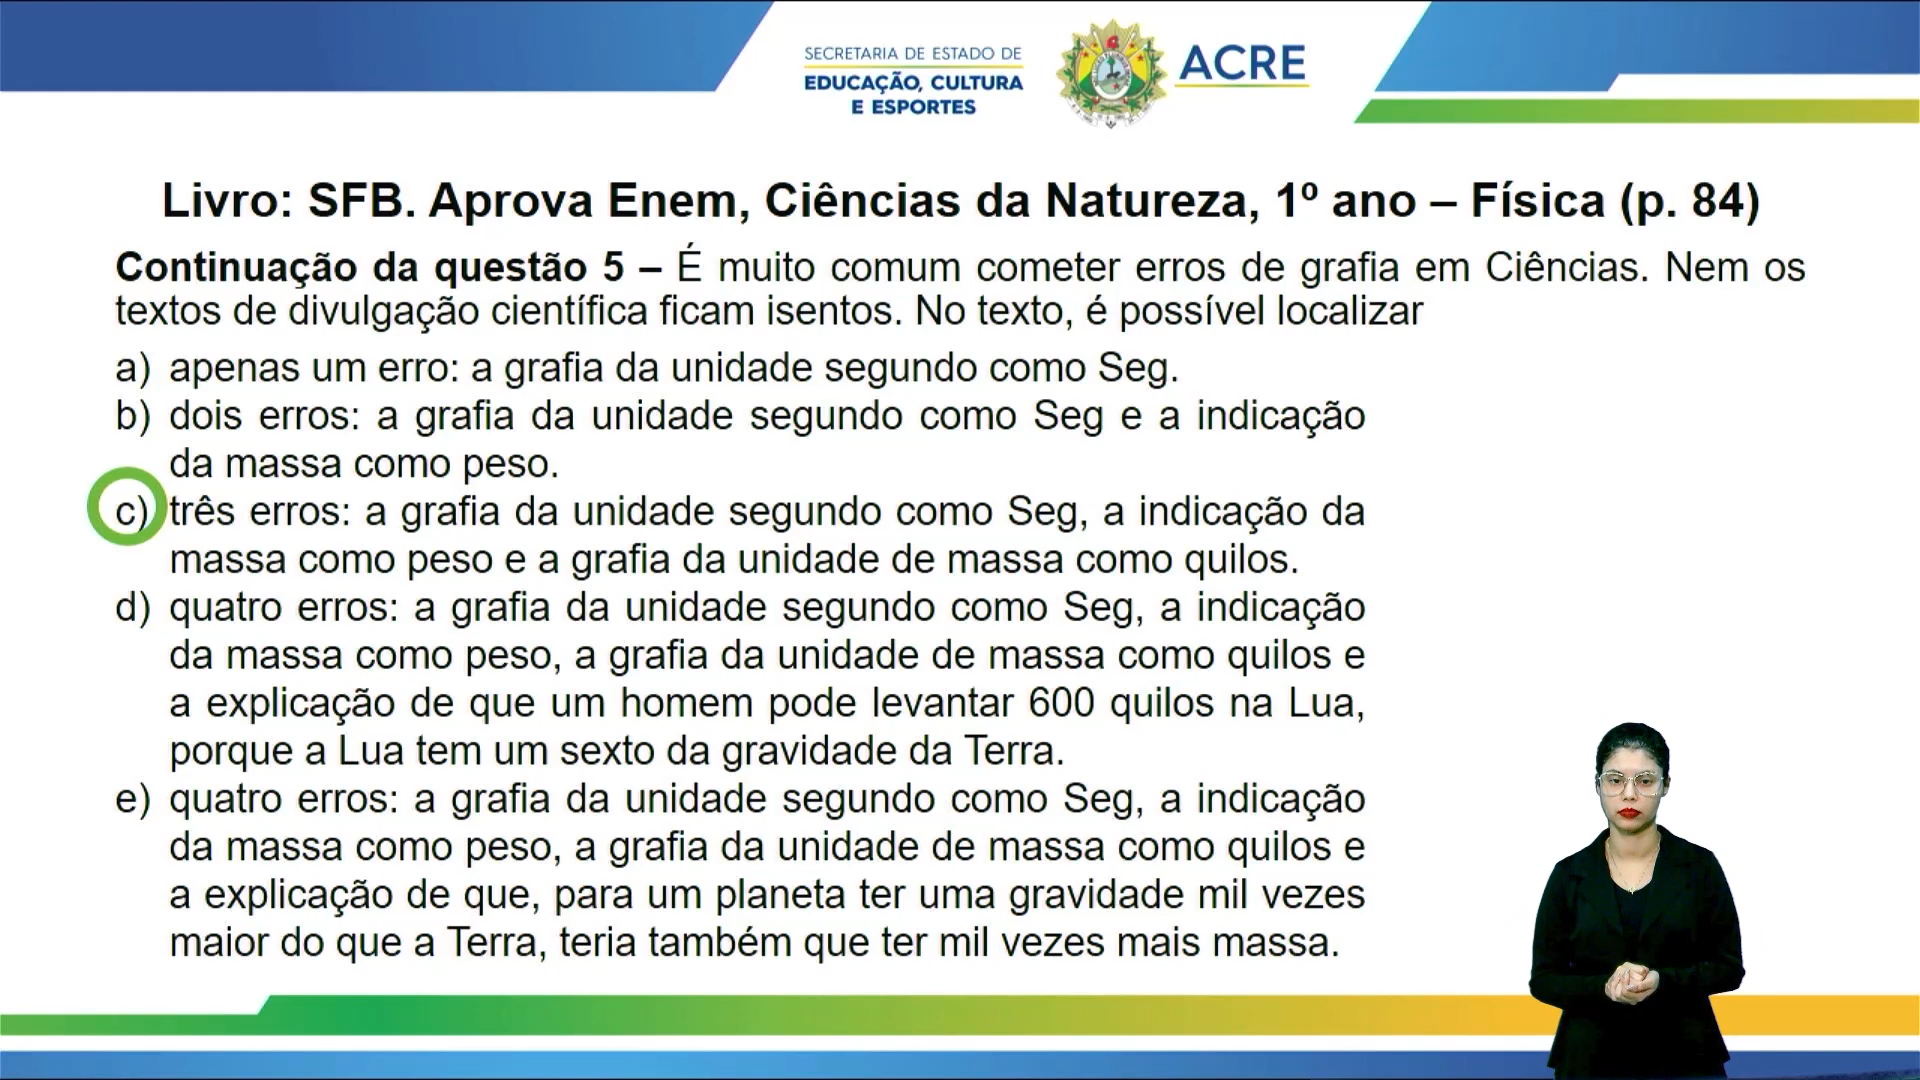 SECRETARIA DE ESTADO DE
EDUCAÇÃO, CULTURA
E ESPORTES
ACRE
Livro: SFB. Aprova Enem, Ciências da Natureza, 1º ano – Física (p. 84)
Continuação da questão 5 – É muito comum cometer erros de grafia em Ciências. Nem os
textos de divulgação científica ficam isentos. No texto, é possível localizar
a) apenas um erro: a grafia da unidade segundo como Seg.
b) dois erros: a grafia da unidade segundo como Seg e a indicação
da massa como peso.
c) três erros: a grafia da unidade segundo como Seg, a indicação da
massa como peso e a grafia da unidade de massa como quilos.
d) quatro erros: a grafia da unidade segundo como Seg, a indicação
da massa como peso, a grafia da unidade de massa como quilos e
a explicação de que um homem pode levantar 600 quilos na Lua,
porque a Lua tem um sexto da gravidade da Terra.
e) quatro erros: a grafia da unidade segundo como Seg, a indicação
da massa como peso, a grafia da unidade de massa como quilos e
a explicação de que, para um planeta ter uma gravidade mil vezes
maior do que a Terra, teria também que ter mil vezes mais massa.